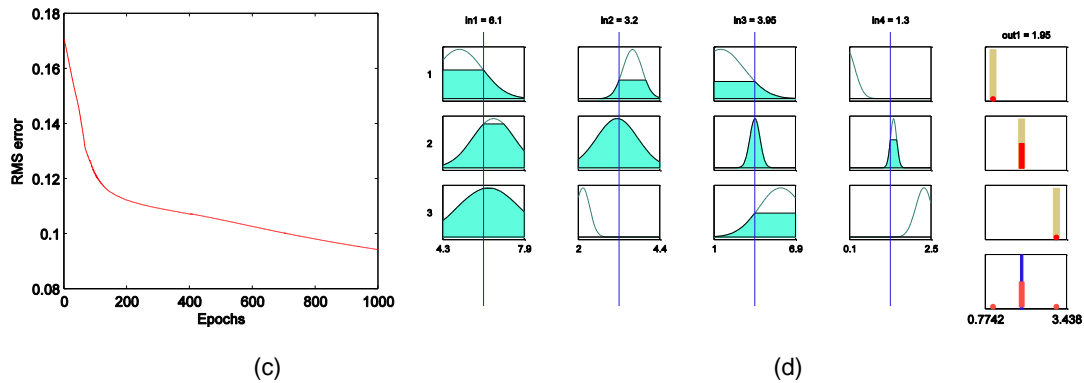 0.18
0.16
0.14
0.12
0.1
0.08
RMS error
0 200 400 600 800 1000
Epochs
(c)
in1 = 6.1 in2 = 3.2 in3 = 3.95 in4 = 1.3 out1 = 1.95
1
2
3
4.3 7.9 2 4.4 1 6.9 0.1 2.5
0.7742 3.438
(d)